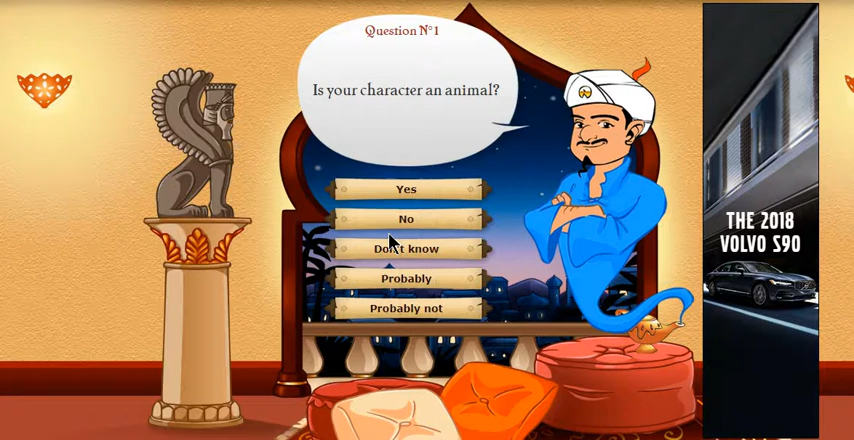 Question N°1
Is your character an animal?
Yes
No
Don't know
Probably
Probably not
THE 2018
VOLVO S90